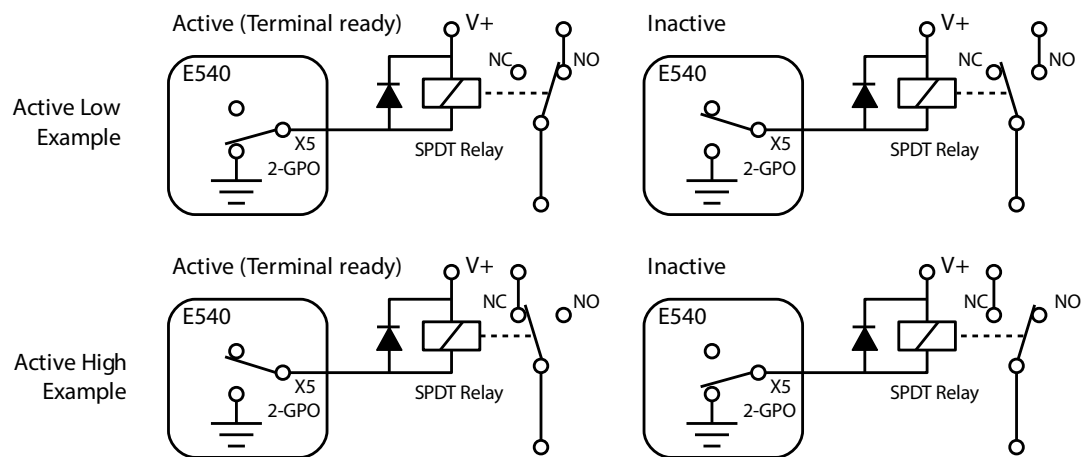 Active (Terminal ready)
Inactive
V+
V+
E540
NC
NO
E540
NC
NO
Active Low
Example
X5
2-GPO
SPDT Relay
X5
2-GPO
SPDT Relay
Active (Terminal ready)
Inactive
V+
V+
E540
NC
NO
E540
NC
NO
Active High
Example
X5
2-GPO
SPDT Relay
X5
2-GPO
SPDT Relay